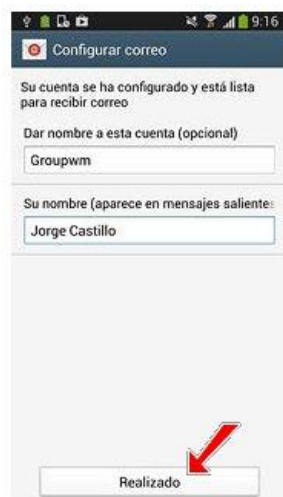 9:16
Configurar correo
Su cuenta se ha configurado y está lista
para recibir correo
Dar nombre a esta cuenta (opcional)
Groupwm
Su nombre (aparece en mensajes saliente
Jorge Castillo
Realizado